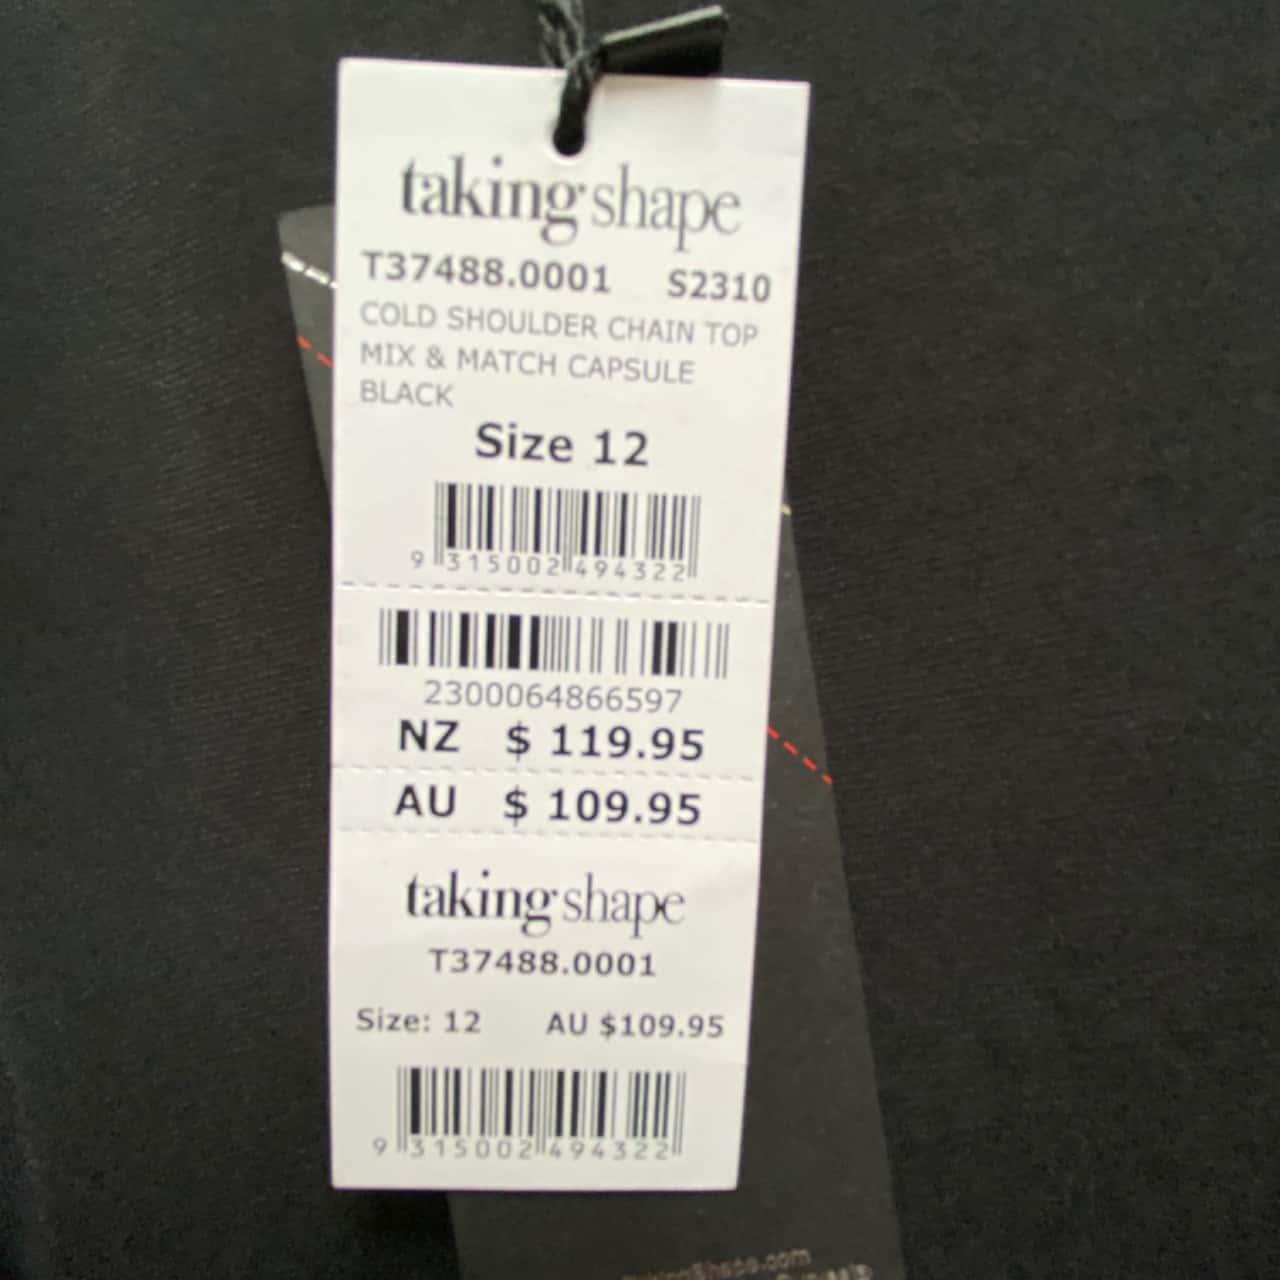 taking shape
T37488.0001 S2310
COLD SHOULDER CHAIN TOP
MIX & MATCH CAPSULE
BLACK
Size 12
9 315002 494322
2300064866597
NZ $ 119.95
AU $ 109.95
taking shape
T37488.0001
Size: 12 AU $109.95
9 315002 494322